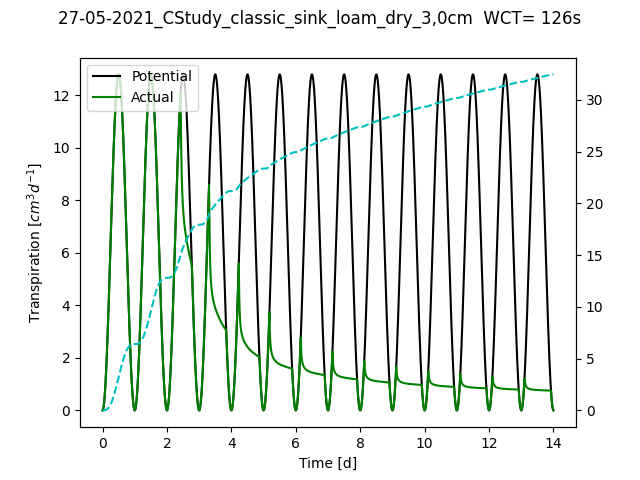 27-05-2021_CStudy_classic_sink_loam_dry_3,0cm  WCT= 126s
Potential
Actual
Transpiration [cm³d⁻¹]
12
10
8
6
4
2
0
30
25
20
15
10
5
0
0 2 4 6 8 10 12 14
Time [d]